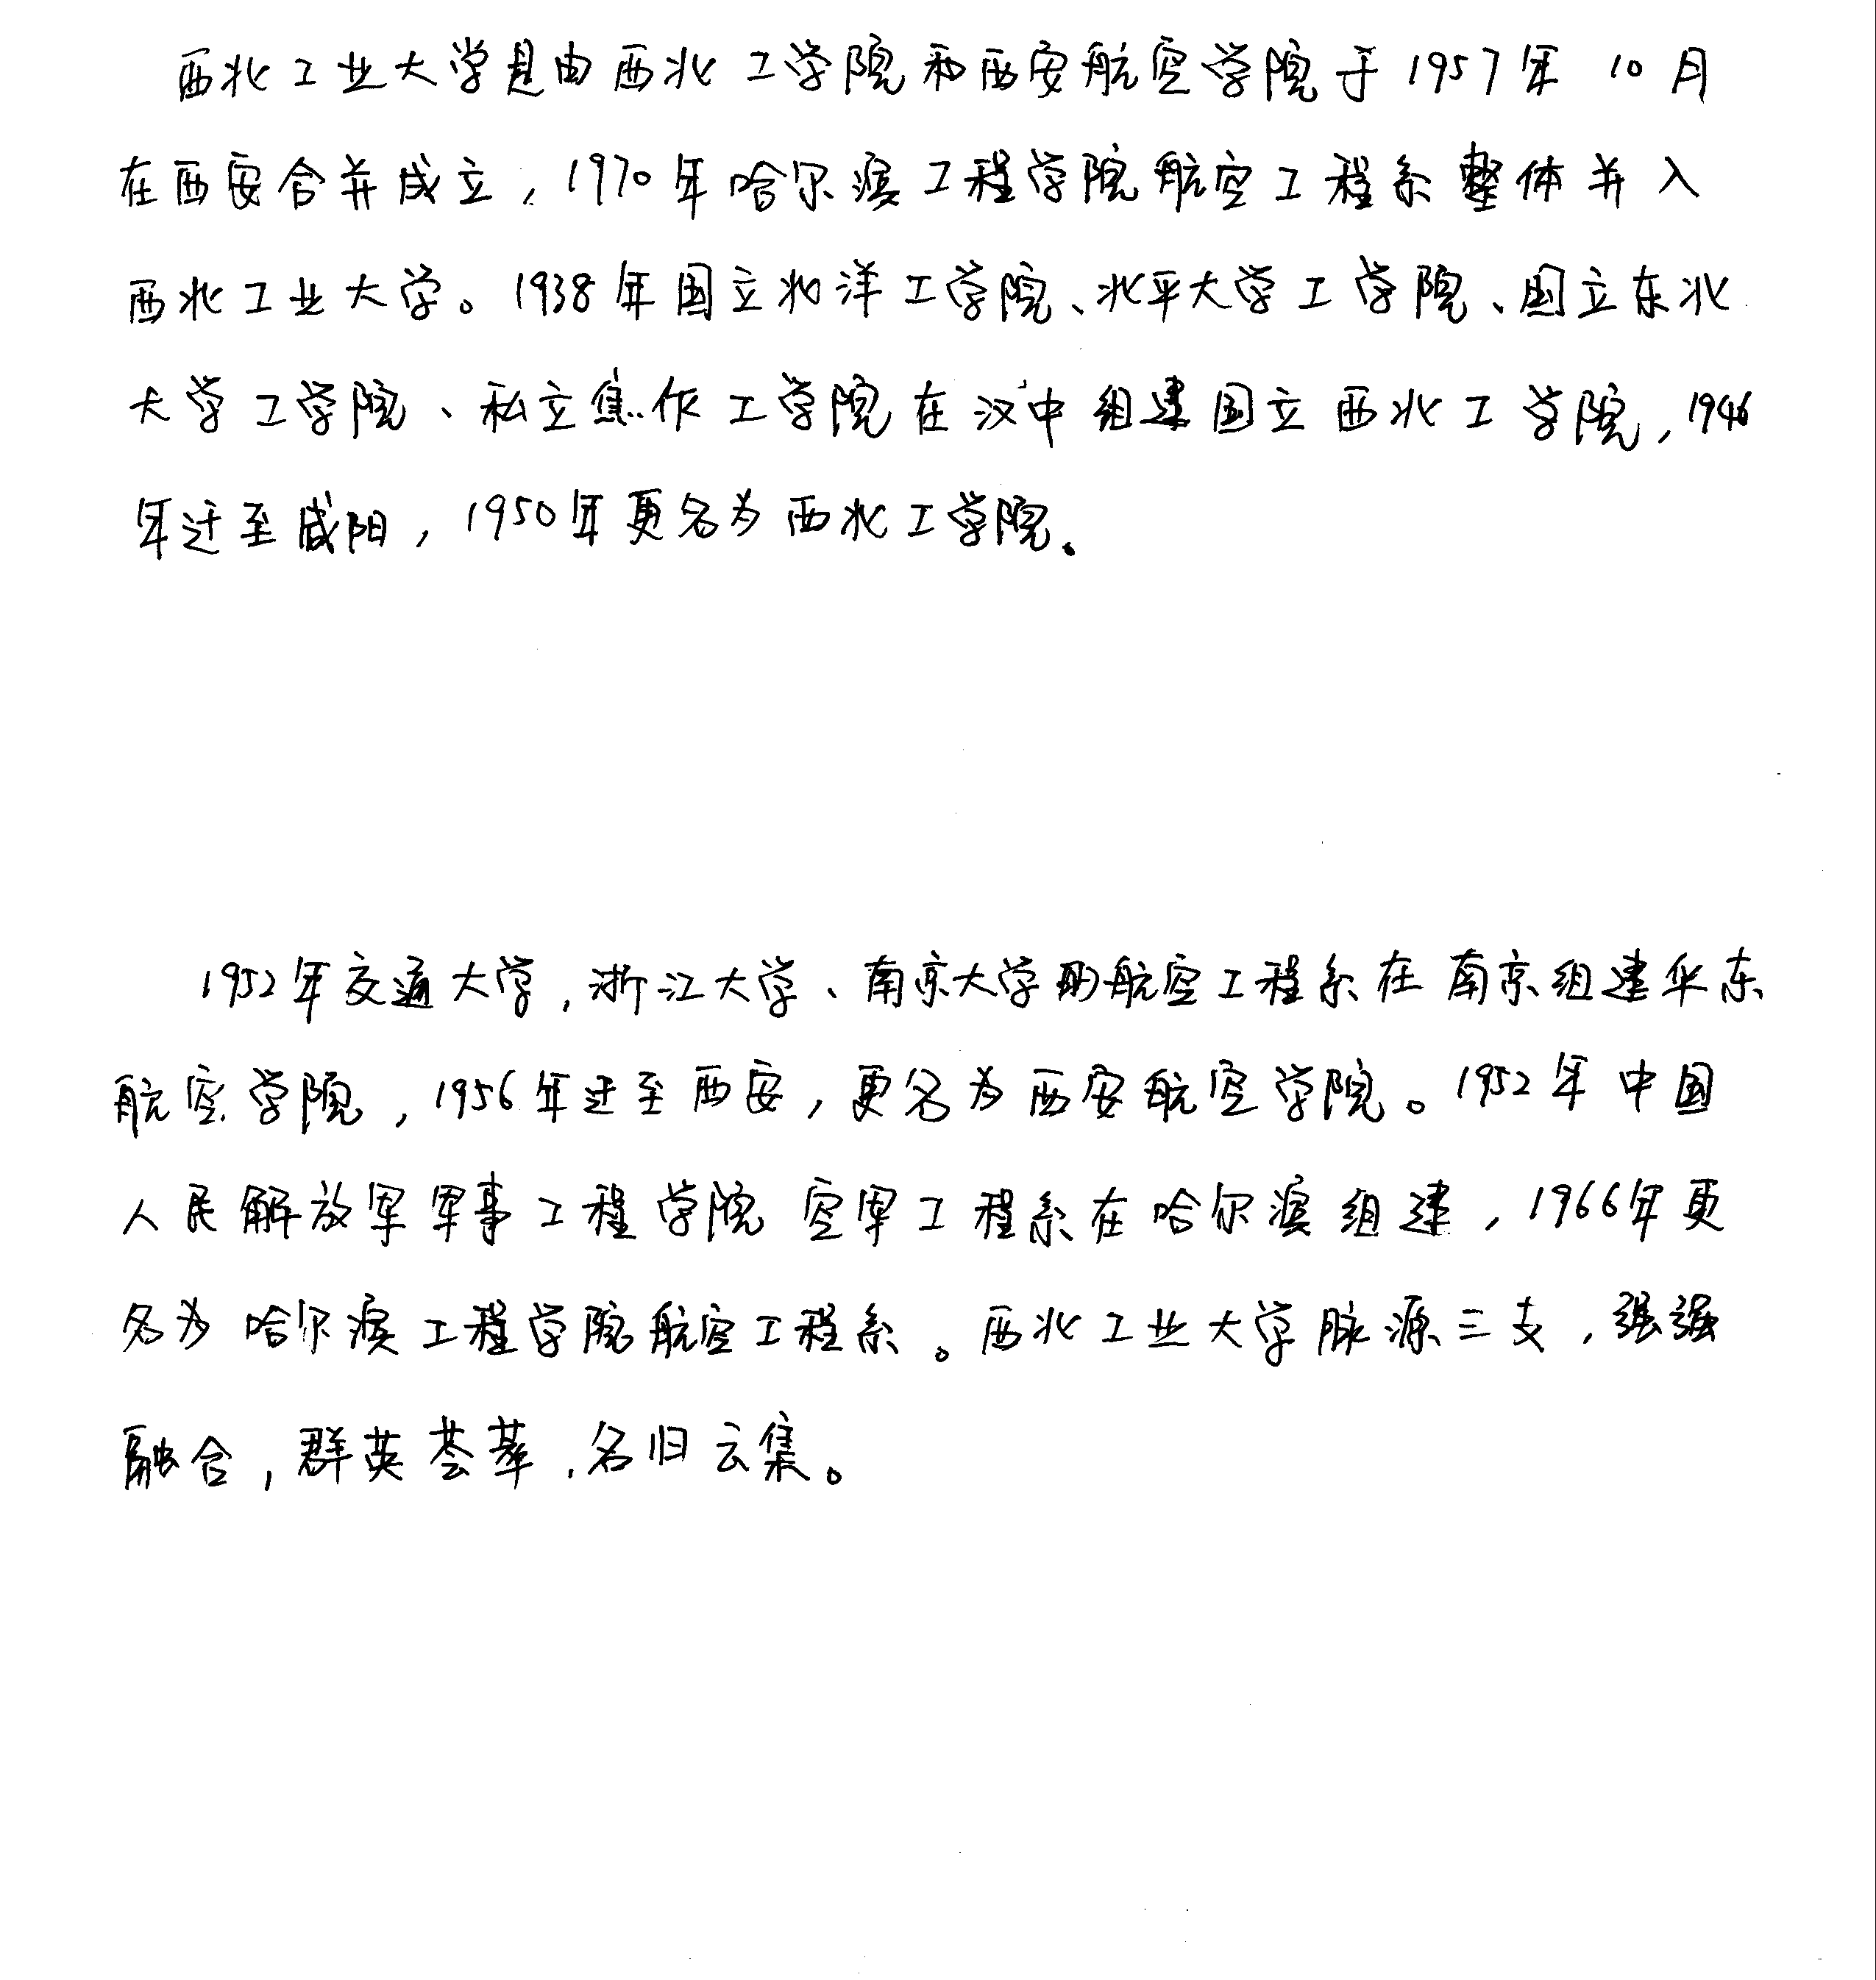 西北工业大学是由西北工学院和西安航空学院于1957年10月
在西安合并成立，1970年哈尔滨工程学院航空工程系整体并入
西北工业大学。1938年国立北洋工学院、北平大学工学院、国立东北
大学工学院、私立焦作工学院在汉中组建国立西北工学院，1946
年迁至咸阳，1950年更名为西北工学院。
1952年交通大学，浙江大学、南京大学的航空工程系在南京组建华东
航空学院，1956年迁至西安，更名为西安航空学院。1952年中国
人民解放军军事工程学院空军工程系在哈尔滨组建，1966年更
名为哈尔滨工程学院航空工程系。西北工业大学脉源三支，强强
融合，群英荟萃，名归云集。